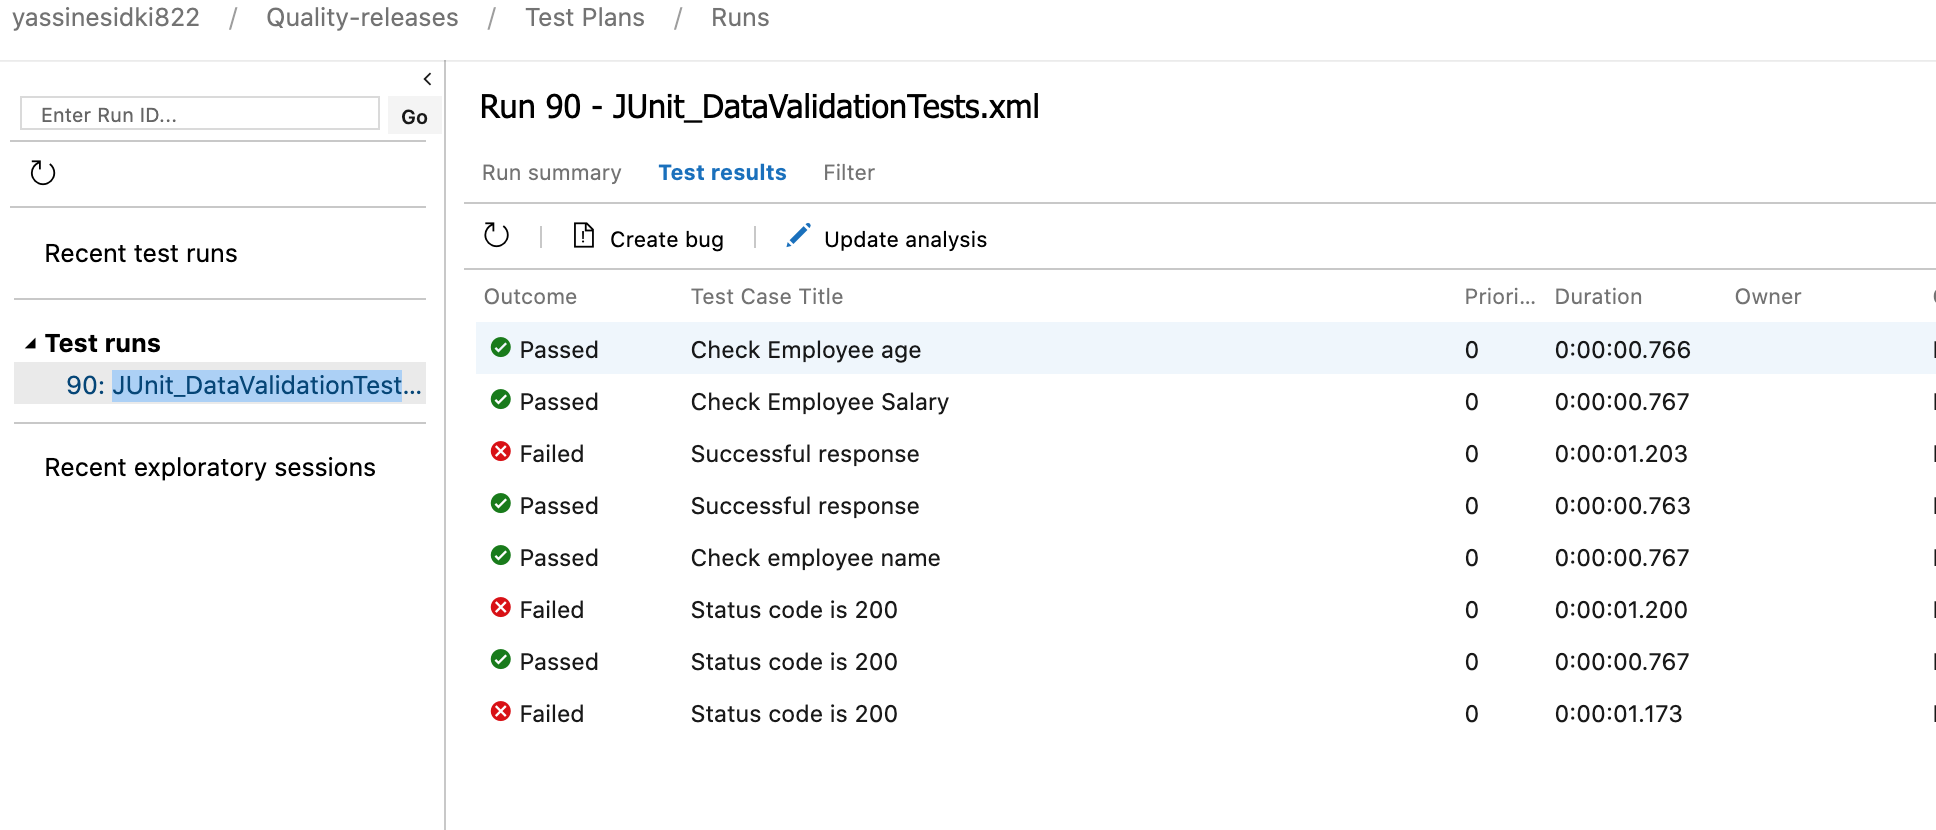 yassinesidki822 / Quality-releases / Test Plans / Runs
Enter Run ID... Go
Recent test runs
Test runs
90: JUnit_DataValidationTest...
Recent exploratory sessions
Run 90 - JUnit_DataValidationTests.xml
Run summary Test results Filter
Create bug Update analysis
Outcome Test Case Title Priori... Duration Owner
Passed Check Employee age 0 0:00:00.766
Passed Check Employee Salary 0 0:00:00.767
Failed Successful response 0 0:00:01.203
Passed Successful response 0 0:00:00.763
Passed Check employee name 0 0:00:00.767
Failed Status code is 200 0 0:00:01.200
Passed Status code is 200 0 0:00:00.767
Failed Status code is 200 0 0:00:01.173